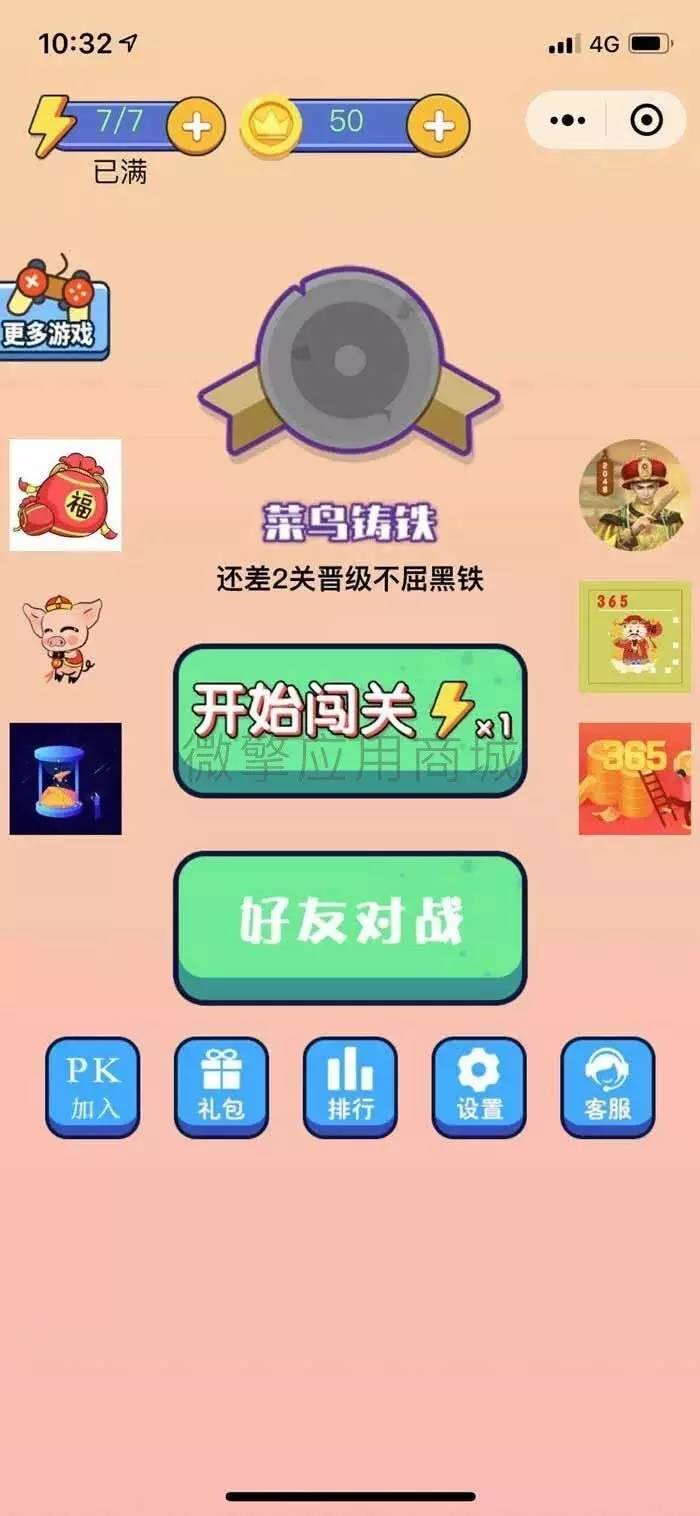 10:32
4G
7/7
50
已满
更多游戏
福
2048
菜鸟铸铁
还差2关晋级不屈黑铁
365
开始闯关 x1
微擎应用商城
365
好友对战
PK
加入
礼包
排行
设置
客服